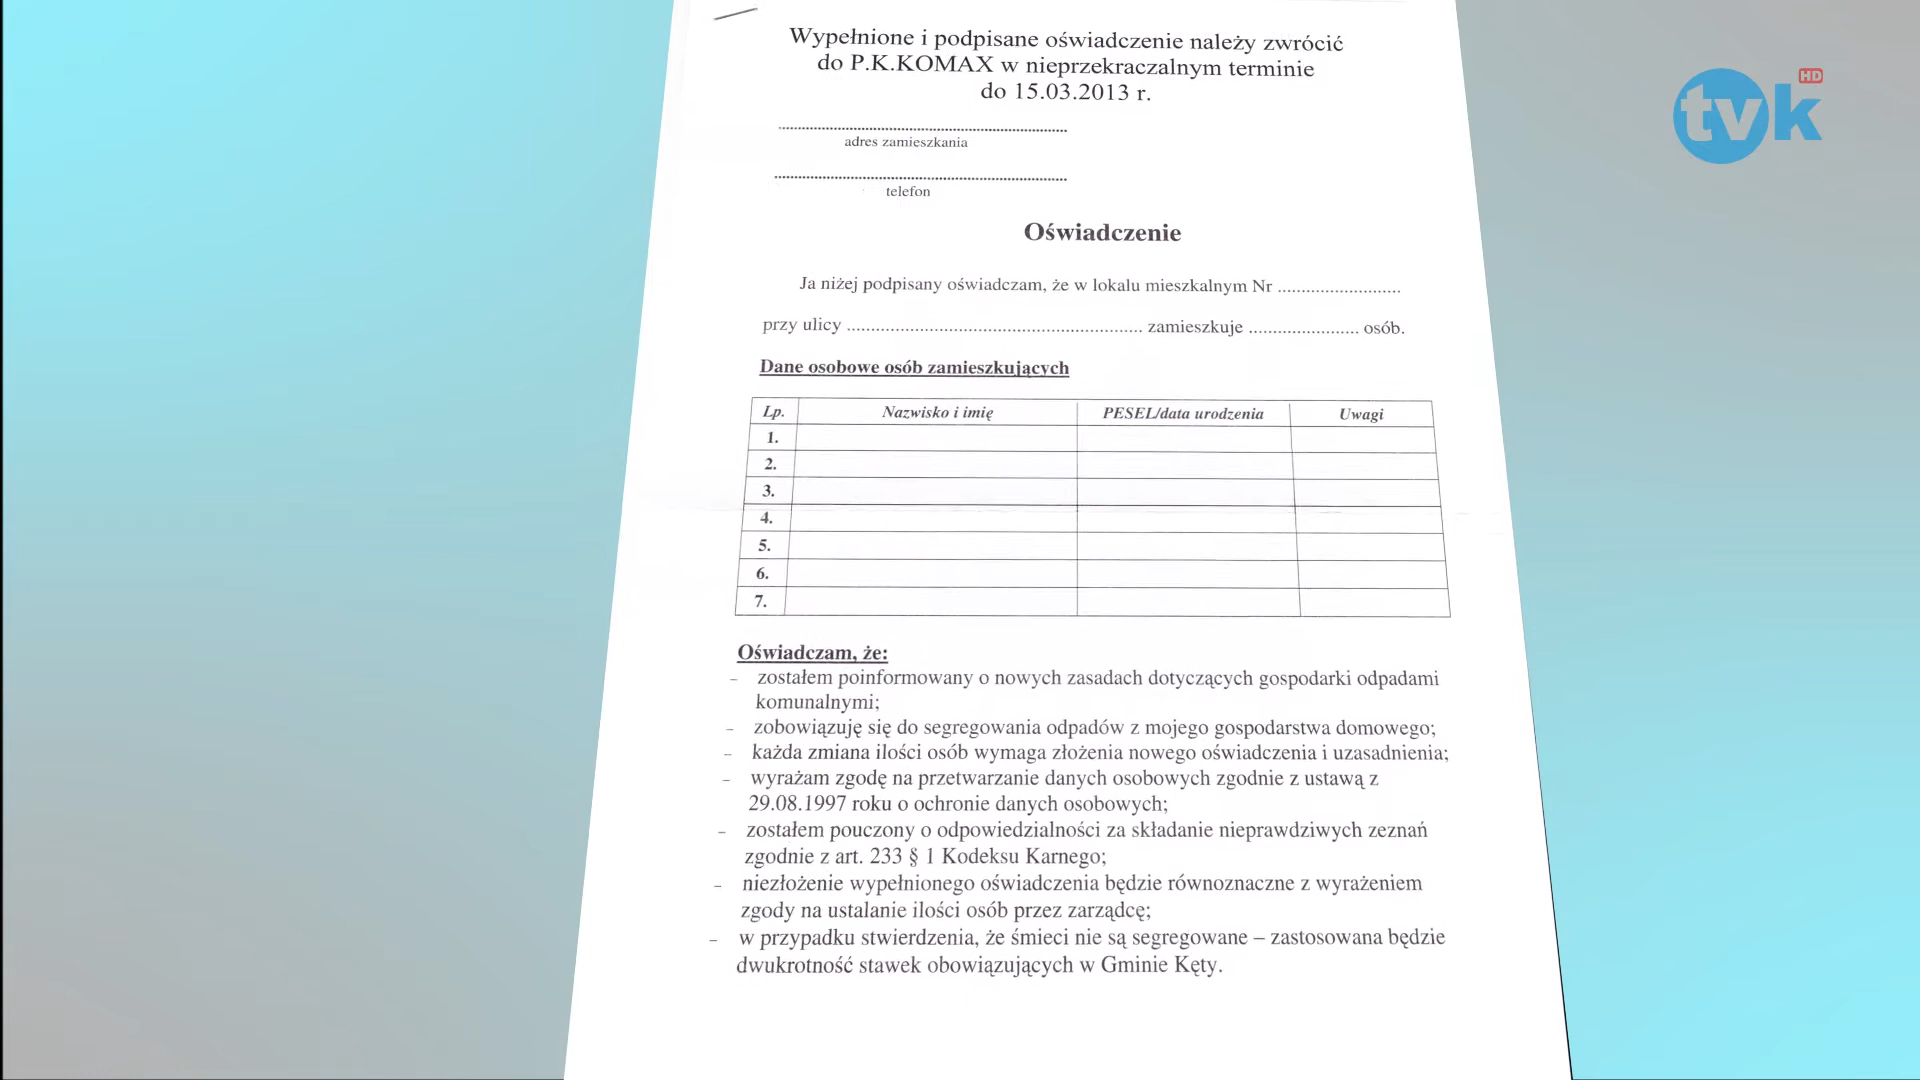 Wypełnione i podpisane oświadczenie należy zwrócić
do P.K.KOMAX w nieprzekraczalnym terminie
do 15.03.2013 r.
adres zamieszkania
telefon
Oświadczenie
Ja niżej podpisany oświadczam, że w lokalu mieszkalnym Nr ..........................
przy ulicy ............................................................... zamieszkuje ....................... osób.
Dane osobowe osób zamieszkujących
Lp. Nazwisko i imię PESEL/data urodzenia Uwagi
1.
2.
3.
4.
5.
6.
7.
Oświadczam, że:
- zostałem poinformowany o nowych zasadach dotyczących gospodarki odpadami
komunalnymi;
- zobowiązuję się do segregowania odpadów z mojego gospodarstwa domowego;
- każda zmiana ilości osób wymaga złożenia nowego oświadczenia i uzasadnienia;
- wyrażam zgodę na przetwarzanie danych osobowych zgodnie z ustawą z
29.08.1997 roku o ochronie danych osobowych;
- zostałem pouczony o odpowiedzialności za składanie nieprawdziwych zeznań
zgodnie z art. 233 § 1 Kodeksu Karnego;
- niezłożenie wypełnionego oświadczenia będzie równoznaczne z wyrażeniem
zgody na ustalanie ilości osób przez zarządcę;
- w przypadku stwierdzenia, że śmieci nie są segregowane – zastosowana będzie
dwukrotność stawek obowiązujących w Gminie Kęty.
tvk HD